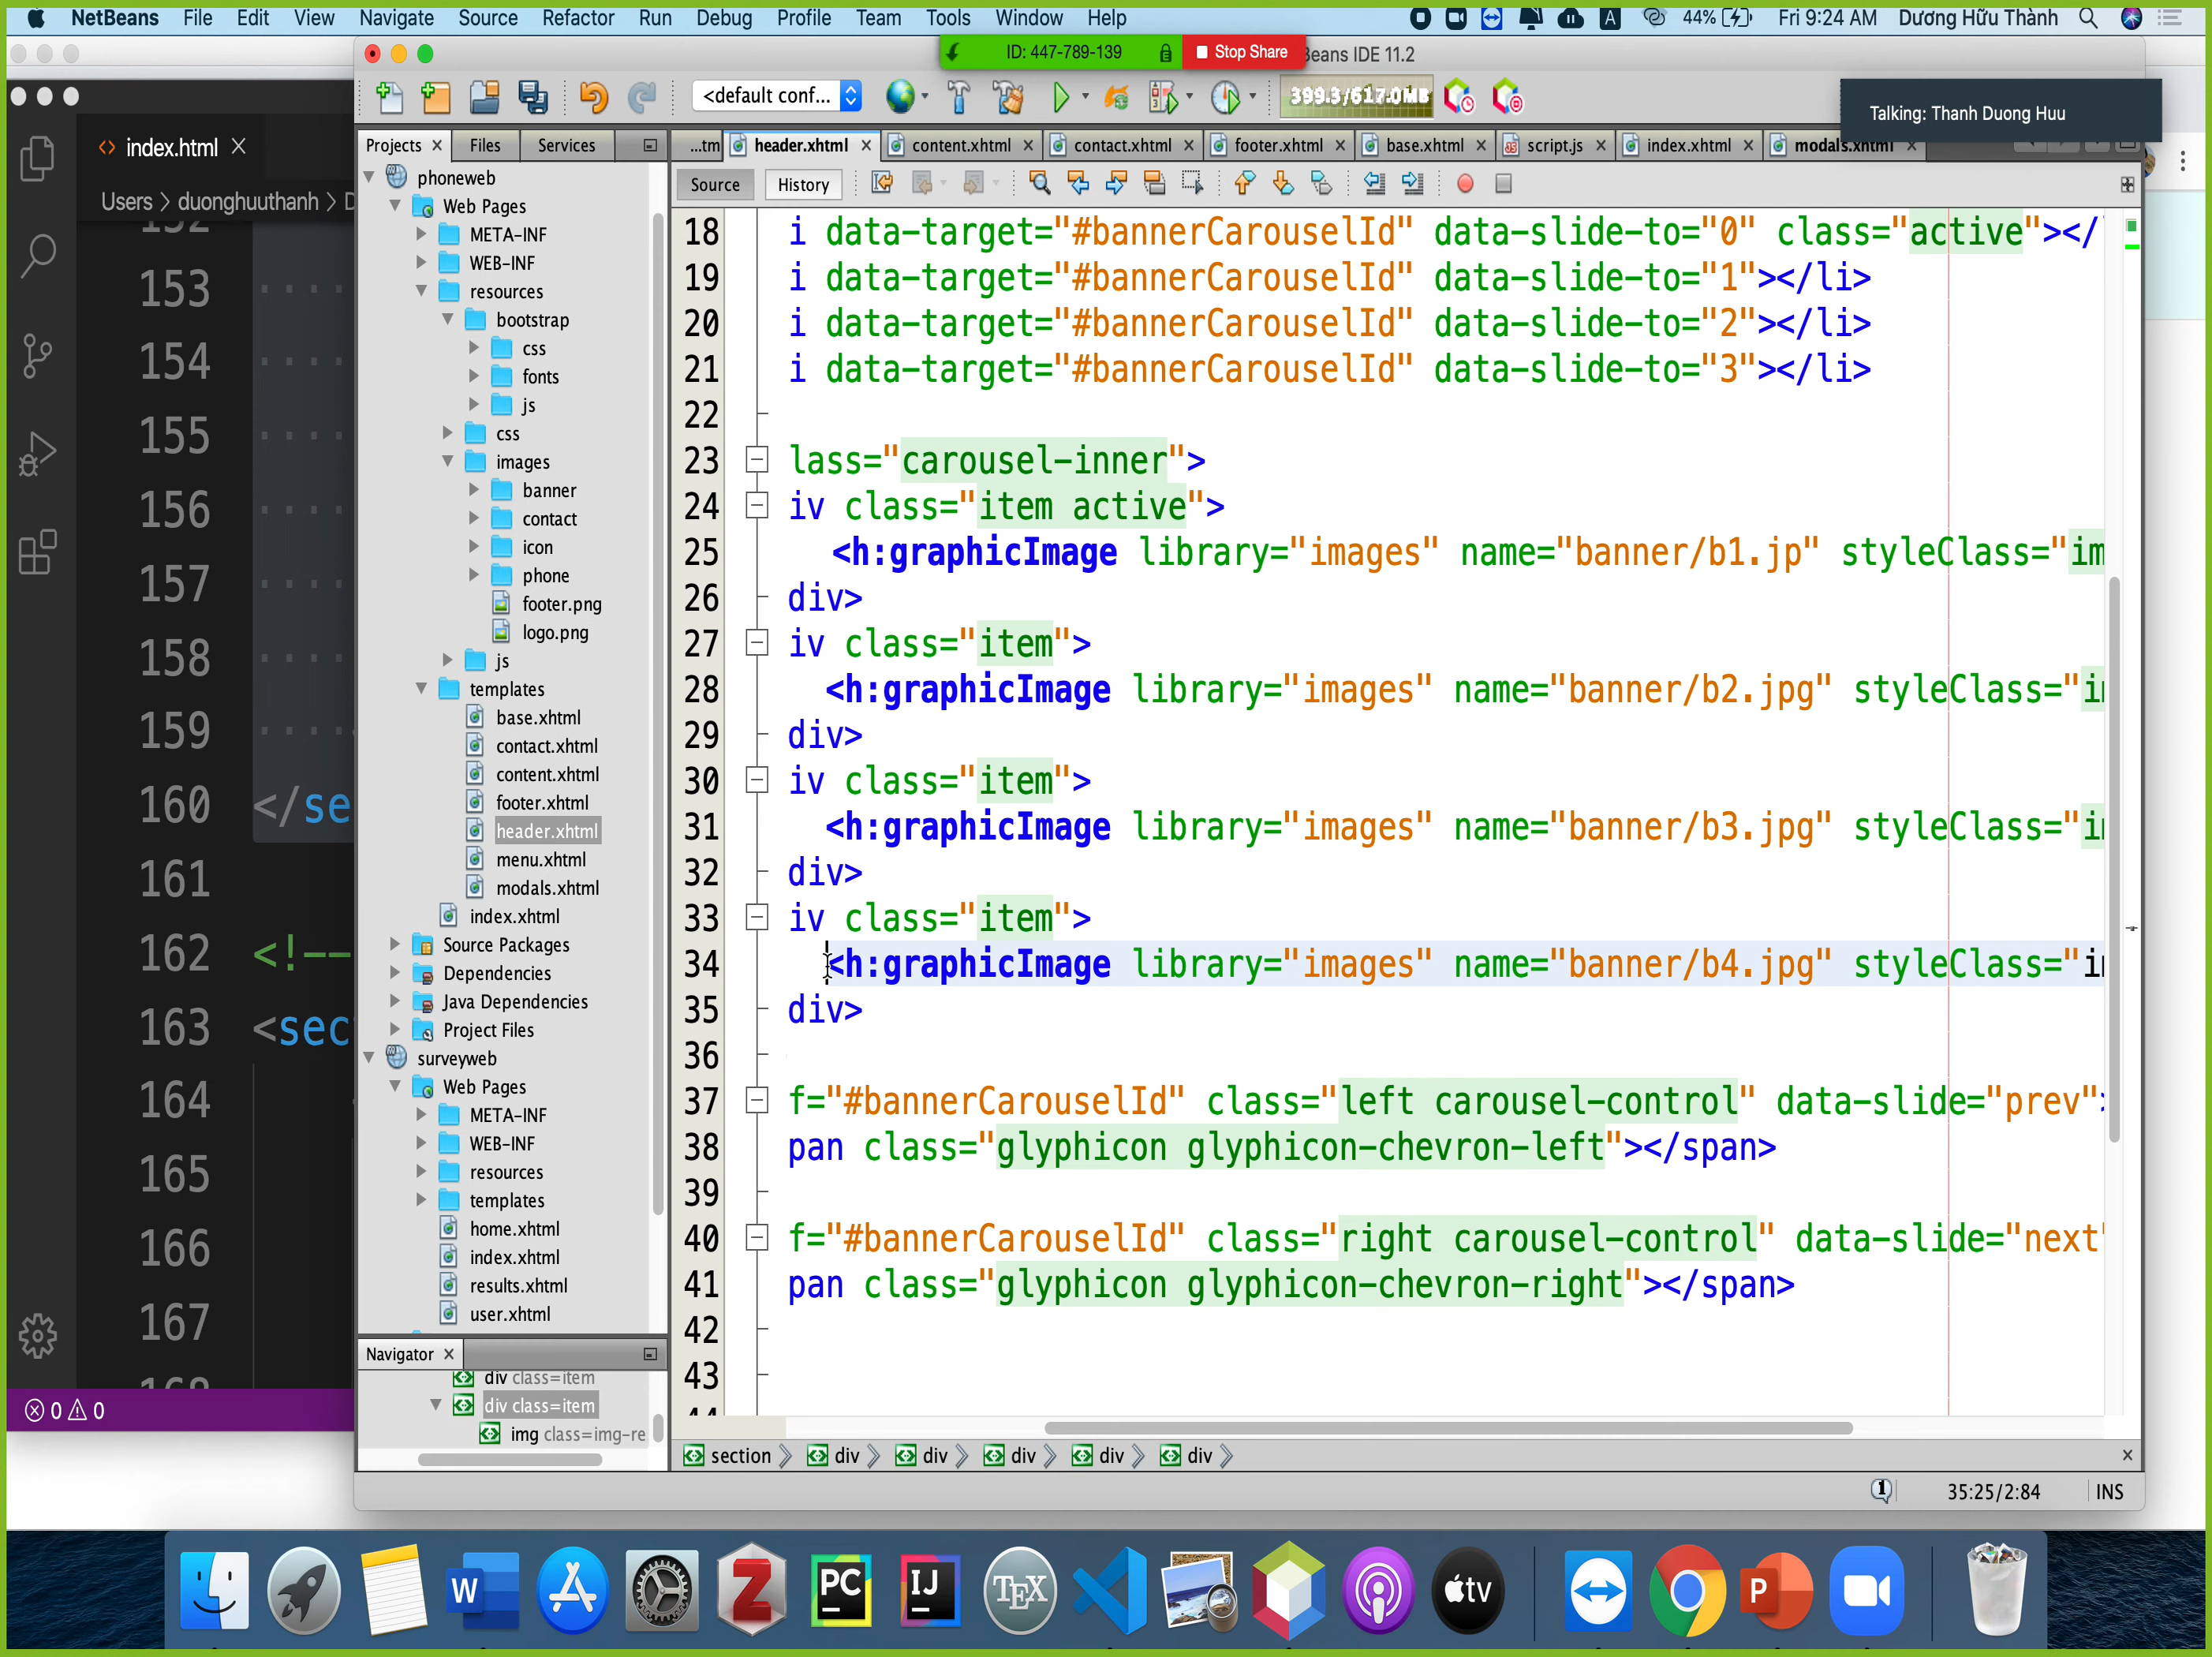 NetBeans File Edit View Navigate Source Refactor Run Debug Profile Team Tools Window Help
44% Fri 9:24 AM Dương Hữu Thành
ID: 447-789-139 Stop Share Beans IDE 11.2
<default conf... 399.3/617.0MB
Talking: Thanh Duong Huu
index.html
Users > duonghuuthanh > D
153
154
155
156
157
158
159
160 </se
161
162 <!--
163 <sec
164
165
166
167
0 0
Projects Files Services
phoneweb
Web Pages
META-INF
WEB-INF
resources
bootstrap
css
fonts
js
css
images
banner
contact
icon
phone
footer.png
logo.png
js
templates
base.xhtml
contact.xhtml
content.xhtml
footer.xhtml
header.xhtml
menu.xhtml
modals.xhtml
index.xhtml
Source Packages
Dependencies
Java Dependencies
Project Files
surveyweb
Web Pages
META-INF
WEB-INF
resources
templates
home.xhtml
index.xhtml
results.xhtml
user.xhtml
Navigator
div class=item
div class=item
img class=img-re
...tm header.xhtml content.xhtml contact.xhtml footer.xhtml base.xhtml script.js index.xhtml modals.xhtml
Source History
18 i data-target="#bannerCarouselId" data-slide-to="0" class="active"></
19 i data-target="#bannerCarouselId" data-slide-to="1"></li>
20 i data-target="#bannerCarouselId" data-slide-to="2"></li>
21 i data-target="#bannerCarouselId" data-slide-to="3"></li>
22
23 lass="carousel-inner">
24 iv class="item active">
25 <h:graphicImage library="images" name="banner/b1.jp" styleClass="im
26 div>
27 iv class="item">
28 <h:graphicImage library="images" name="banner/b2.jpg" styleClass="i
29 div>
30 iv class="item">
31 <h:graphicImage library="images" name="banner/b3.jpg" styleClass="i
32 div>
33 iv class="item">
34 <h:graphicImage library="images" name="banner/b4.jpg" styleClass="i
35 div>
36
37 f="#bannerCarouselId" class="left carousel-control" data-slide="prev">
38 pan class="glyphicon glyphicon-chevron-left"></span>
39
40 f="#bannerCarouselId" class="right carousel-control" data-slide="next"
41 pan class="glyphicon glyphicon-chevron-right"></span>
42
43
section div div div div div
35:25/2:84 INS
W Z PC IJ TEX tv P